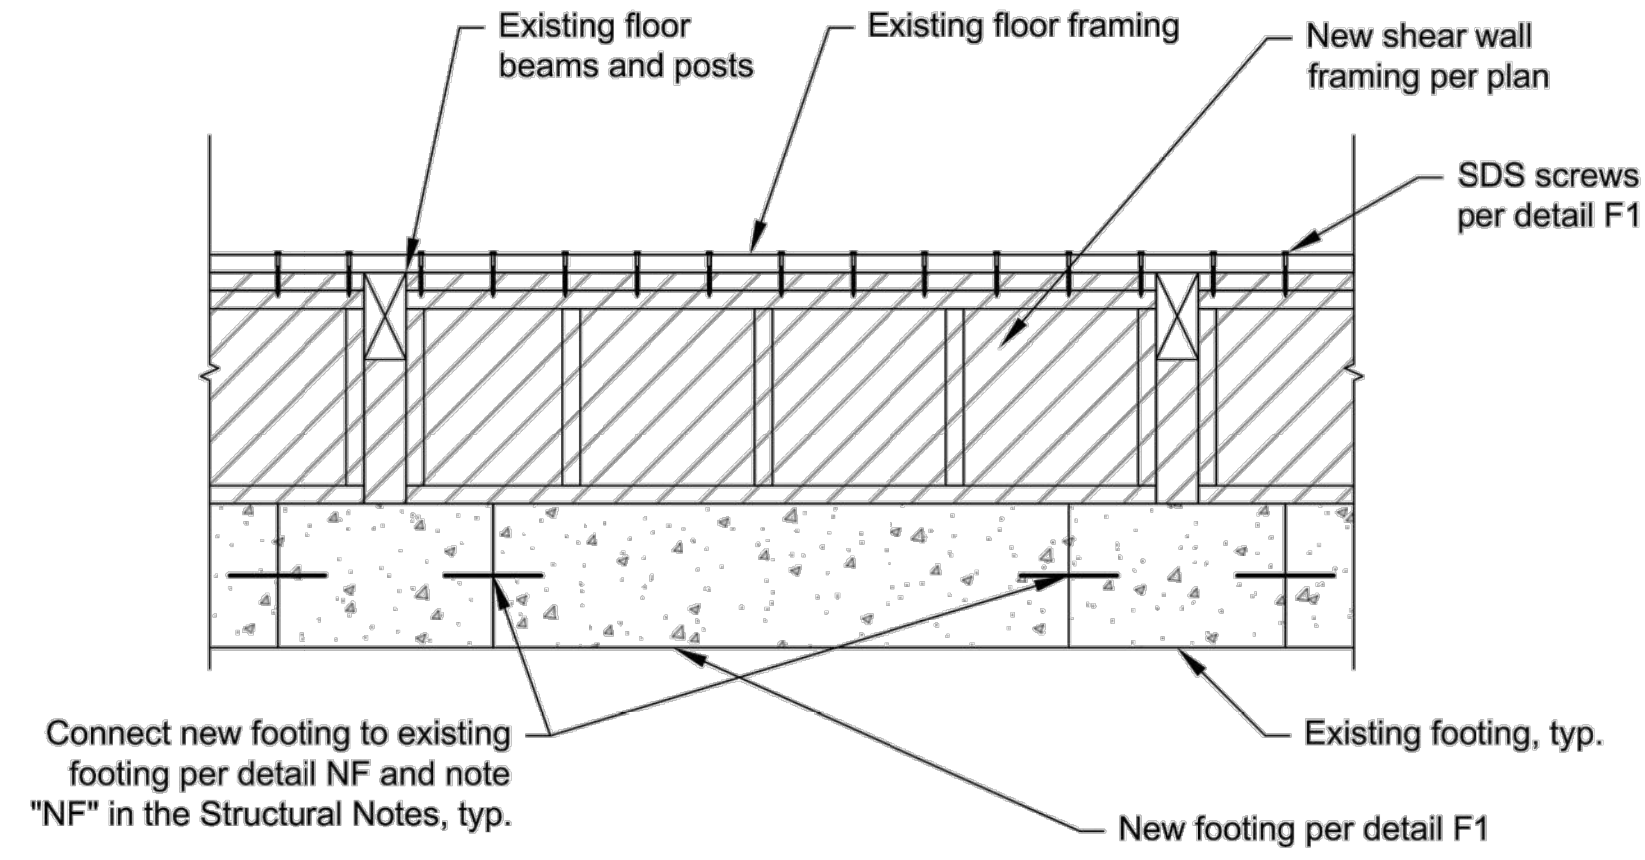 Existing floor
beams and posts
Existing floor framing
New shear wall
framing per plan
SDS screws
per detail F1
Connect new footing to existing
footing per detail NF and note
"NF" in the Structural Notes, typ.
Existing footing, typ.
New footing per detail F1